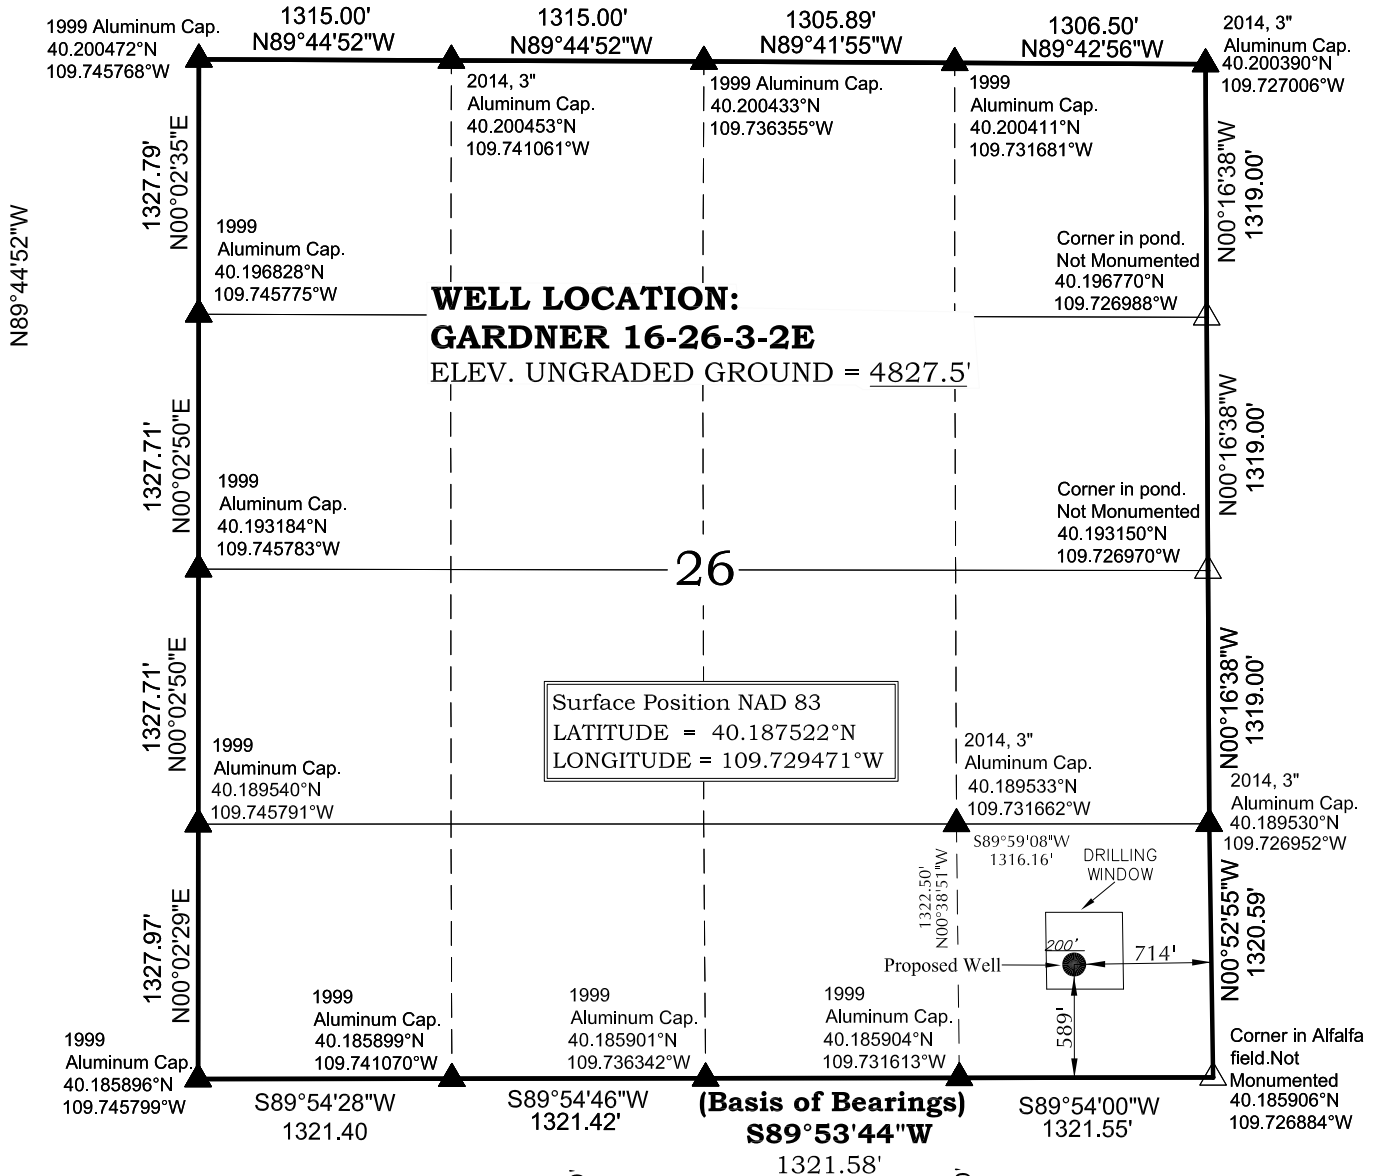 1315.00'
N89°44'52"W
1315.00'
N89°44'52"W
1305.89'
N89°41'55"W
1306.50'
N89°42'56"W
1999 Aluminum Cap.
40.200472°N
109.745768°W
2014, 3"
Aluminum Cap.
40.200453°N
109.741061°W
1999 Aluminum Cap.
40.200433°N
109.736355°W
1999
Aluminum Cap.
40.200411°N
109.731681°W
2014, 3"
Aluminum Cap.
40.200390°N
109.727006°W
N89°44'52"W
1327.79'
N00°02'35"E
N00°16'38"W
1319.00'
1999
Aluminum Cap.
40.196828°N
109.745775°W
Corner in pond.
Not Monumented
40.196770°N
109.726988°W
WELL LOCATION:
GARDNER 16-26-3-2E
ELEV. UNGRADED GROUND = 4827.5'
1327.71'
N00°02'50"E
N00°16'38"W
1319.00'
1999
Aluminum Cap.
40.193184°N
109.745783°W
Corner in pond.
Not Monumented
40.193150°N
109.726970°W
26
1327.71'
N00°02'50"E
N00°16'38"W
1319.00'
Surface Position NAD 83
LATITUDE = 40.187522°N
LONGITUDE = 109.729471°W
1999
Aluminum Cap.
40.189540°N
109.745791°W
2014, 3"
Aluminum Cap.
40.189533°N
109.731662°W
2014, 3"
Aluminum Cap.
40.189530°N
109.726952°W
S89°59'08"W
1316.16'
1322.50'
N00°38'51"W
DRILLING
WINDOW
200'
714'
Proposed Well
589'
1327.97'
N00°02'29"E
N00°52'55"W
1320.59'
1999
Aluminum Cap.
40.185896°N
109.745799°W
1999
Aluminum Cap.
40.185899°N
109.741070°W
1999
Aluminum Cap.
40.185901°N
109.736342°W
1999
Aluminum Cap.
40.185904°N
109.731613°W
Corner in Alfalfa
field.Not
Monumented
40.185906°N
109.726884°W
S89°54'28"W
1321.40
S89°54'46"W
1321.42'
(Basis of Bearings)
S89°53'44"W
1321.58'
S89°54'00"W
1321.55'